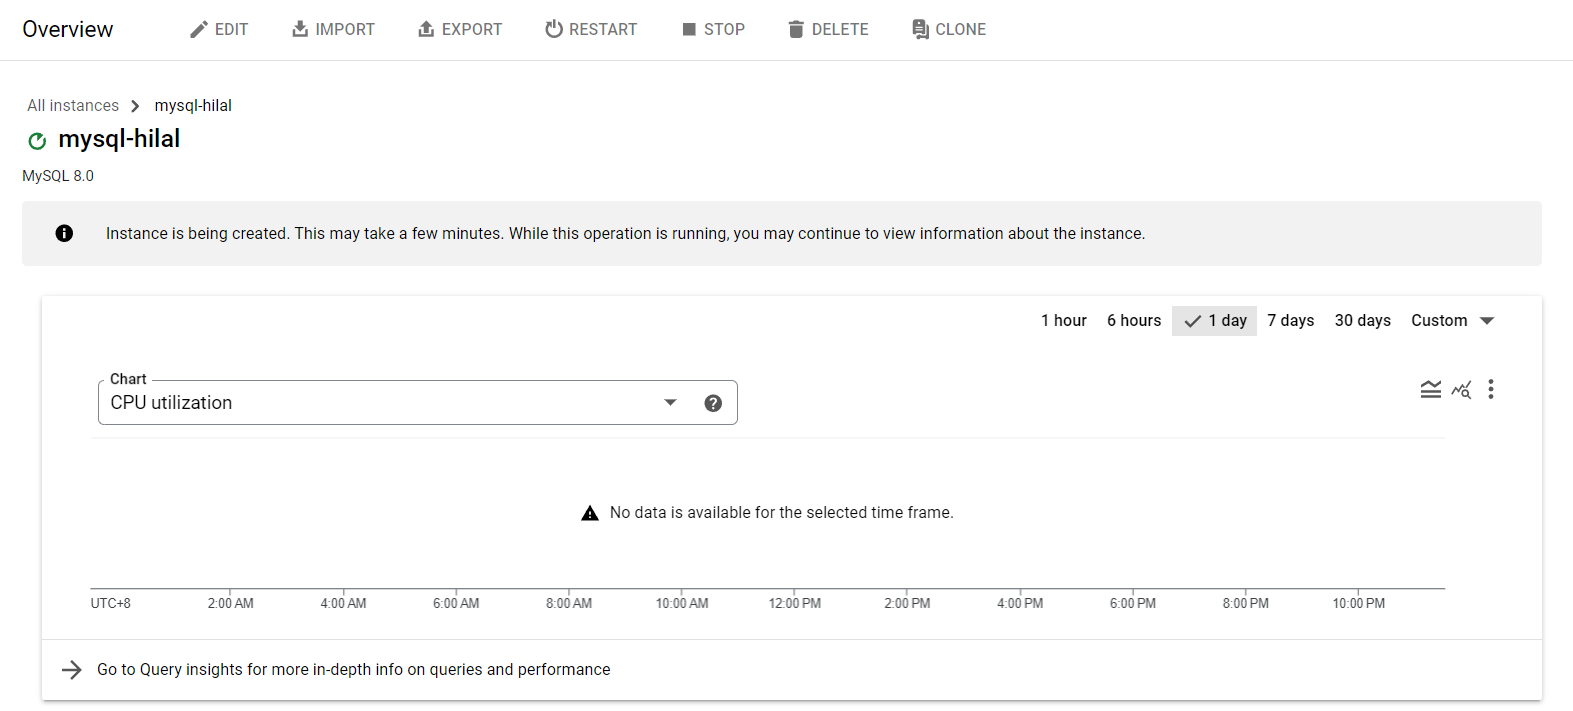 Overview EDIT IMPORT EXPORT RESTART STOP DELETE CLONE
All instances mysql-hilal
mysql-hilal
MySQL 8.0
Instance is being created. This may take a few minutes. While this operation is running, you may continue to view information about the instance.
1 hour 6 hours 1 day 7 days 30 days Custom
Chart
CPU utilization
No data is available for the selected time frame.
UTC+8 2:00 AM 4:00 AM 6:00 AM 8:00 AM 10:00 AM 12:00 PM 2:00 PM 4:00 PM 6:00 PM 8:00 PM 10:00 PM
Go to Query insights for more in-depth info on queries and performance